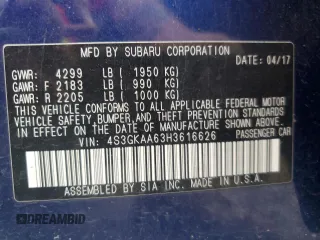 MFD BY SUBARU CORPORATION
GVWR: 4299 LB ( 1950 KG) 04/17
GAWR: F 2183 LB ( 990 KG)
GAWR: R 2205 LB ( 1000 KG)
THIS VEHICLE CONFORMS TO ALL APPLICABLE FEDERAL MOTOR
VEHICLE SAFETY, BUMPER, AND THEFT PREVENTION STANDARDS
IN EFFECT ON THE DATE OF MANUFACTURE SHOWN ABOVE.
VIN: 4S3GKAA63H3616626 PASSENGER CAR
ASSEMBLED BY SIA INC. MADE IN U.S.A.
DREAMBID